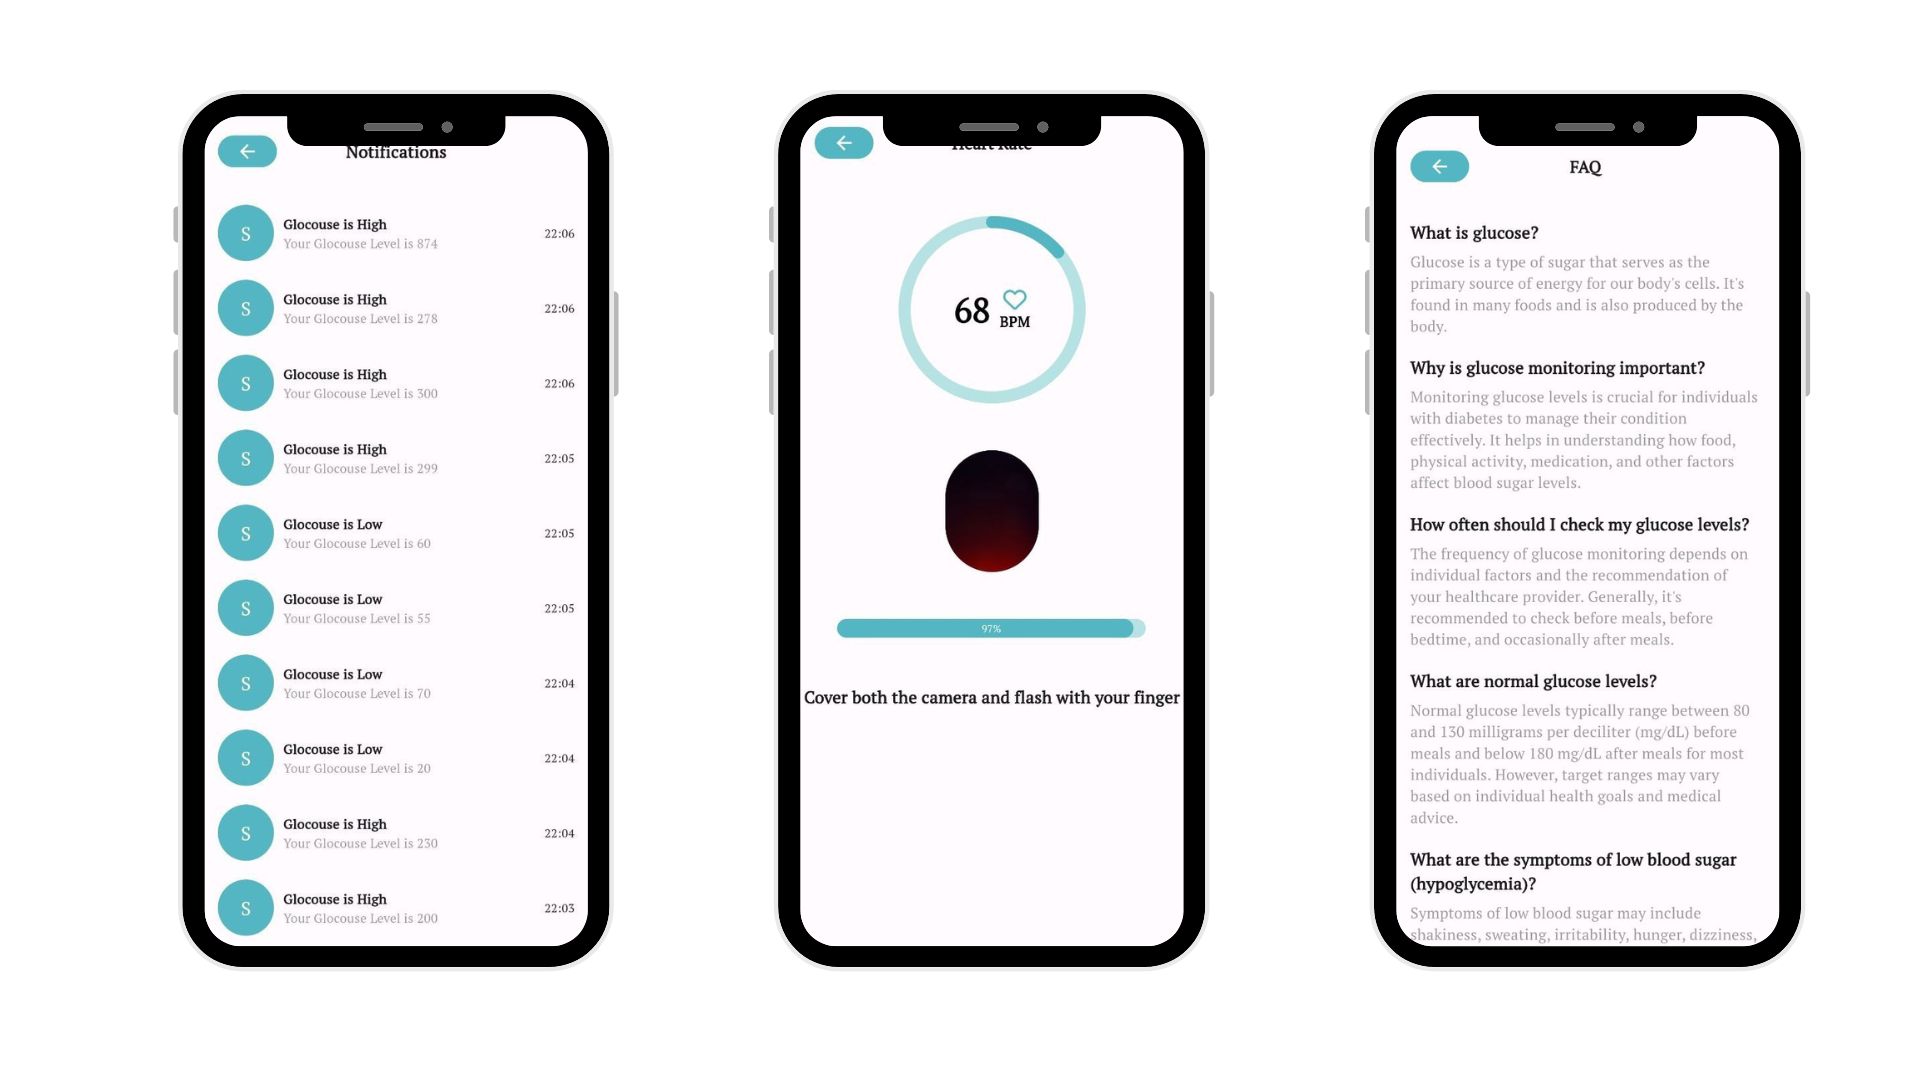 Notifications
S
Glocouse is High
Your Glocouse Level is 874
22:06
S
Glocouse is High
Your Glocouse Level is 278
22:06
S
Glocouse is High
Your Glocouse Level is 300
22:06
S
Glocouse is High
Your Glocouse Level is 299
22:05
S
Glocouse is Low
Your Glocouse Level is 60
22:05
S
Glocouse is Low
Your Glocouse Level is 55
22:05
S
Glocouse is Low
Your Glocouse Level is 70
22:04
S
Glocouse is Low
Your Glocouse Level is 20
22:04
S
Glocouse is High
Your Glocouse Level is 230
22:04
S
Glocouse is High
Your Glocouse Level is 200
22:03
Heart Rate
68
BPM
97%
Cover both the camera and flash with your finger
FAQ
What is glucose?
Glucose is a type of sugar that serves as the
primary source of energy for our body's cells. It's
found in many foods and is also produced by the
body.
Why is glucose monitoring important?
Monitoring glucose levels is crucial for individuals
with diabetes to manage their condition
effectively. It helps in understanding how food,
physical activity, medication, and other factors
affect blood sugar levels.
How often should I check my glucose levels?
The frequency of glucose monitoring depends on
individual factors and the recommendation of
your healthcare provider. Generally, it's
recommended to check before meals, before
bedtime, and occasionally after meals.
What are normal glucose levels?
Normal glucose levels typically range between 80
and 130 milligrams per deciliter (mg/dL) before
meals and below 180 mg/dL after meals for most
individuals. However, target ranges may vary
based on individual health goals and medical
advice.
What are the symptoms of low blood sugar
(hypoglycemia)?
Symptoms of low blood sugar may include
shakiness, sweating, irritability, hunger, dizziness,